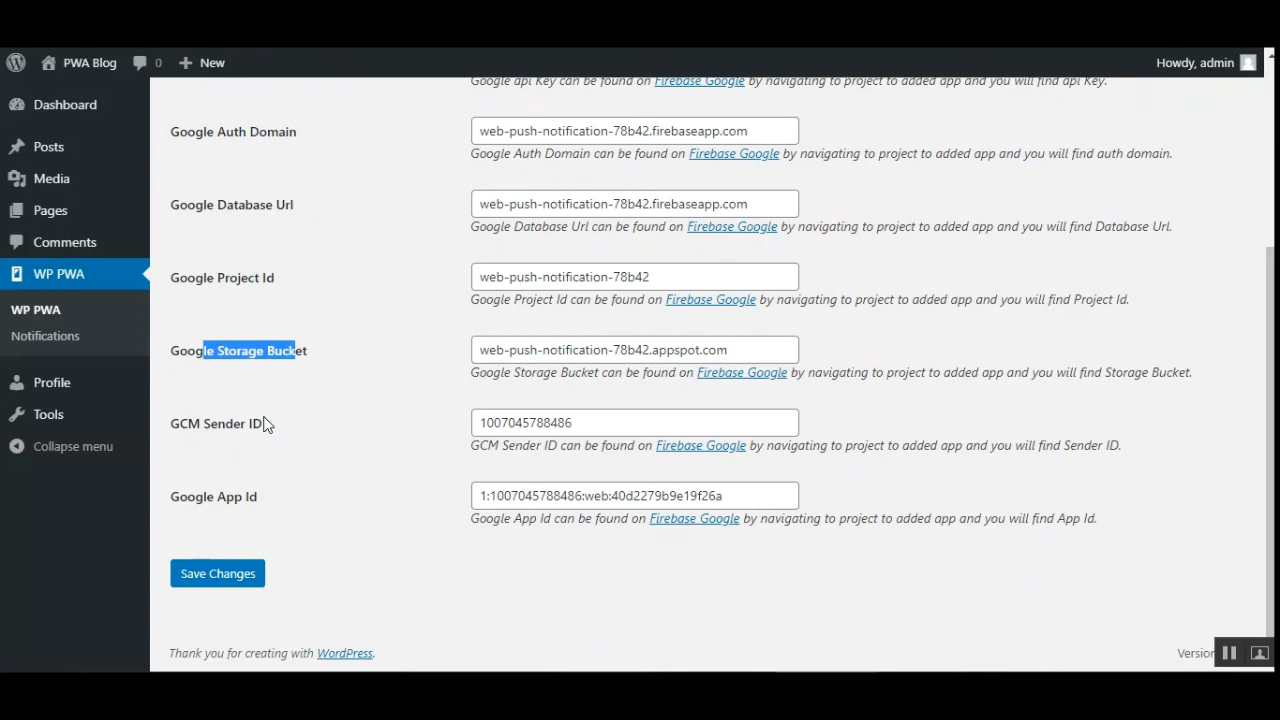 PWA Blog 0 New Howdy, admin
Google api Key can be found on Firebase Google by navigating to project to added app and you will find api Key.
Dashboard
Posts
Media
Pages
Comments
WP PWA
WP PWA
Notifications
Profile
Tools
Collapse menu
Google Auth Domain
web-push-notification-78b42.firebaseapp.com
Google Auth Domain can be found on Firebase Google by navigating to project to added app and you will find auth domain.
Google Database Url
web-push-notification-78b42.firebaseapp.com
Google Database Url can be found on Firebase Google by navigating to project to added app and you will find Database Url.
Google Project Id
web-push-notification-78b42
Google Project Id can be found on Firebase Google by navigating to project to added app and you will find Project Id.
Google Storage Bucket
web-push-notification-78b42.appspot.com
Google Storage Bucket can be found on Firebase Google by navigating to project to added app and you will find Storage Bucket.
GCM Sender ID
1007045788486
GCM Sender ID can be found on Firebase Google by navigating to project to added app and you will find Sender ID.
Google App Id
1:1007045788486:web:40d2279b9e19f26a
Google App Id can be found on Firebase Google by navigating to project to added app and you will find App Id.
Save Changes
Thank you for creating with WordPress.
Version